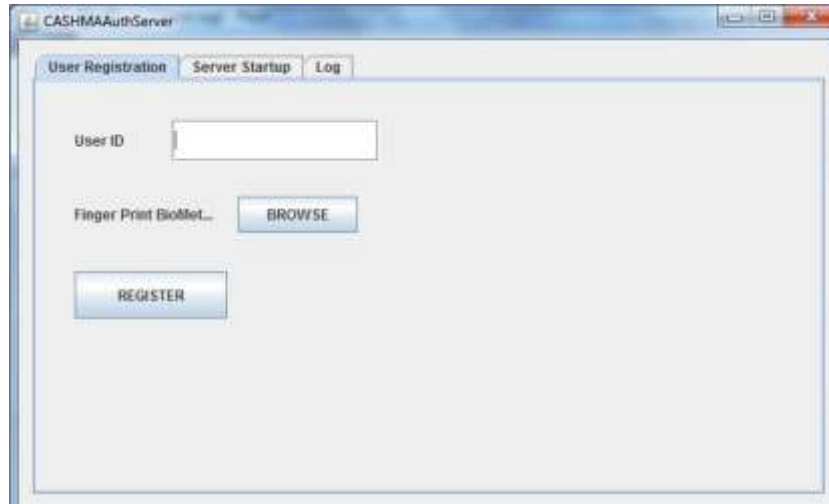 CASHMAAuthServer
User Registration Server Startup Log
User ID
Finger Print BioMet...
BROWSE
REGISTER